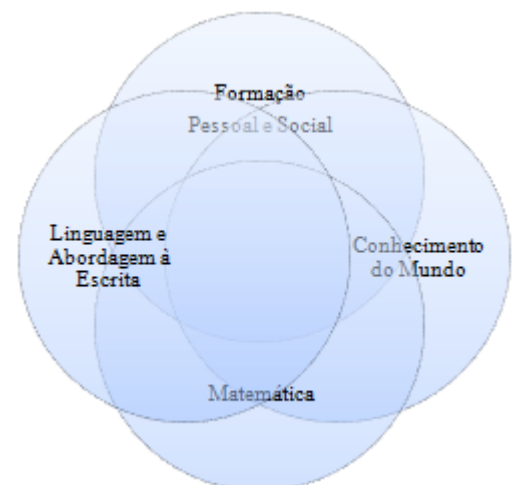 Formação
Pessoal e Social
Linguagem e
Abordagem à
Escrita
Conhecimento
do Mundo
Matemática